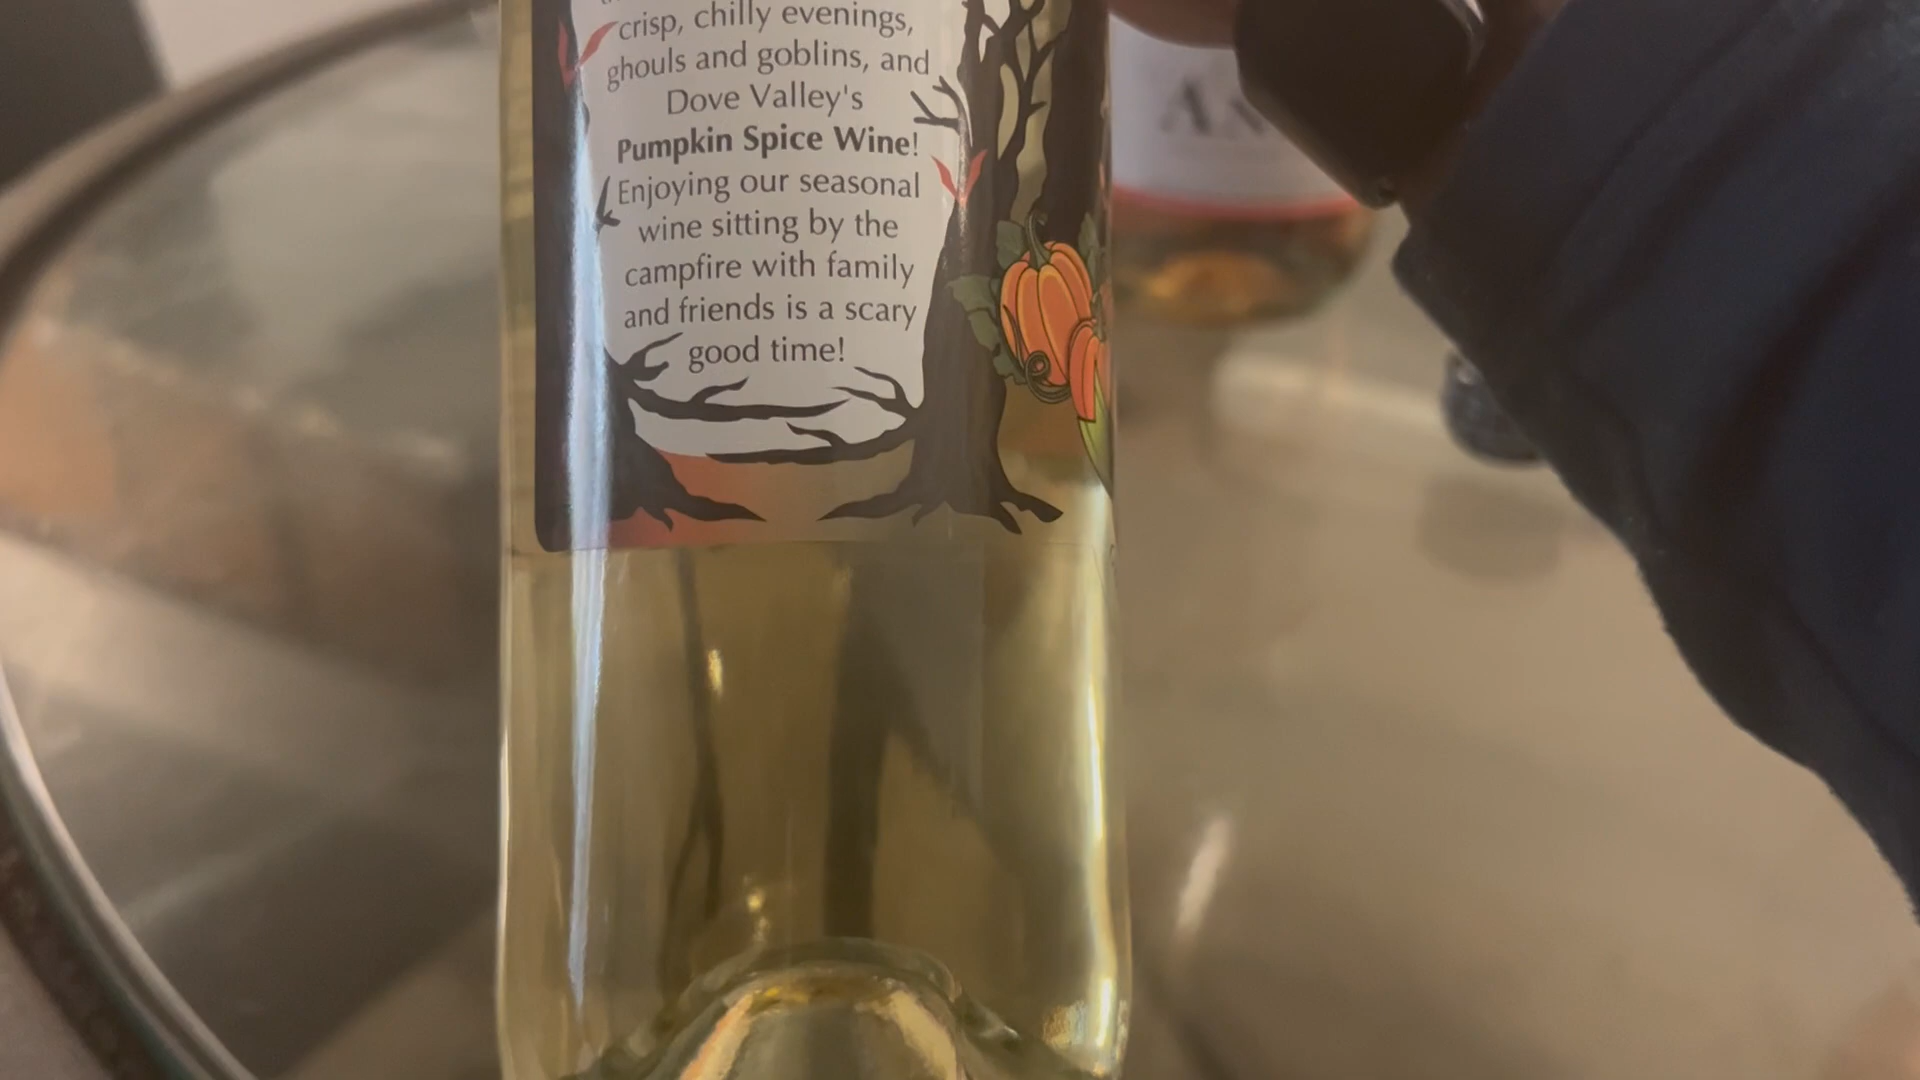 crisp, chilly evenings,
ghouls and goblins, and
Dove Valley's
Pumpkin Spice Wine!
Enjoying our seasonal
wine sitting by the
campfire with family
and friends is a scary
good time!